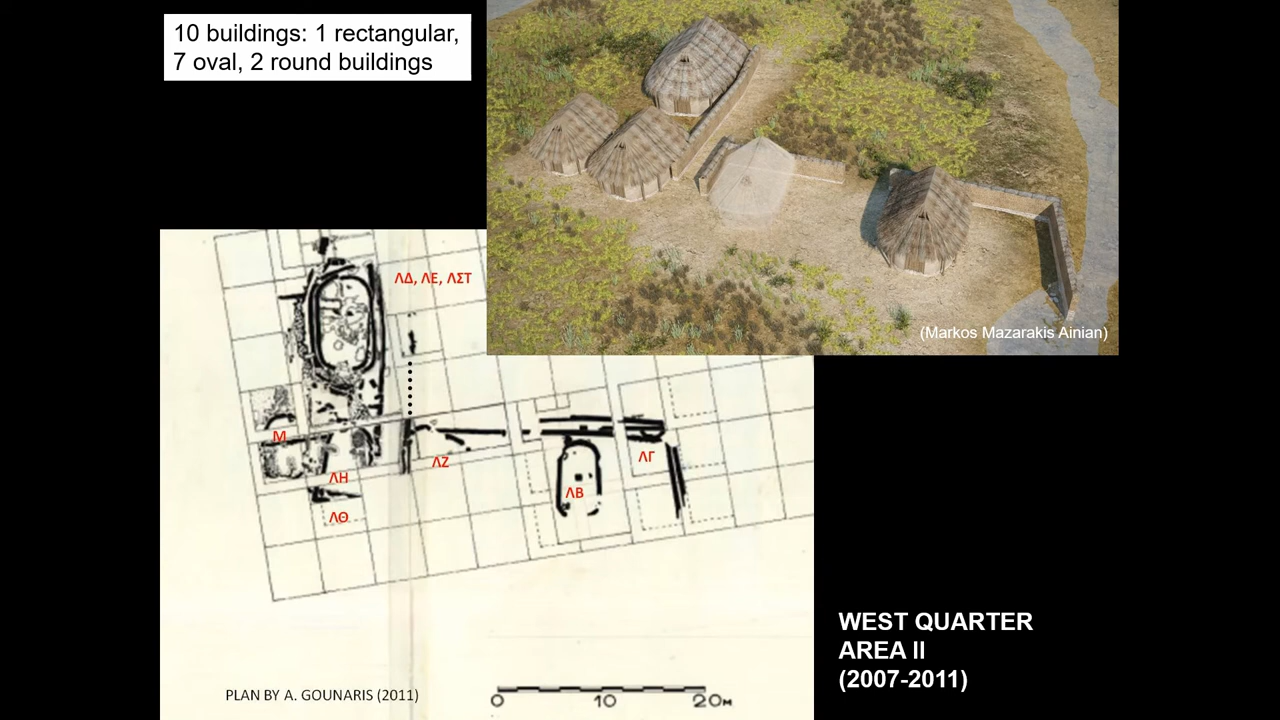 10 buildings: 1 rectangular,
7 oval, 2 round buildings
(Markos Mazarakis Ainian)
ΛΔ, ΛΕ, ΛΣΤ
Μ
ΛΖ
ΛΗ
ΛΓ
ΛΒ
ΛΘ
WEST QUARTER
AREA II
(2007-2011)
PLAN BY A. GOUNARIS (2011)
0 10 20M